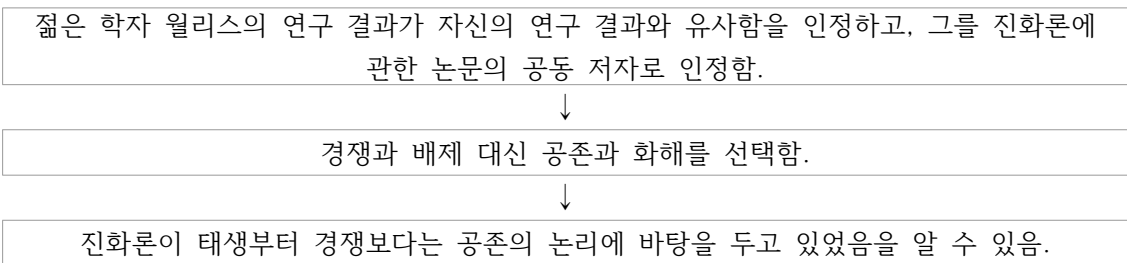 젊은 학자 월리스의 연구 결과가 자신의 연구 결과와 유사함을 인정하고, 그를 진화론에
관한 논문의 공동 저자로 인정함.
↓
경쟁과 배제 대신 공존과 화해를 선택함.
↓
진화론이 태생부터 경쟁보다는 공존의 논리에 바탕을 두고 있었음을 알 수 있음.